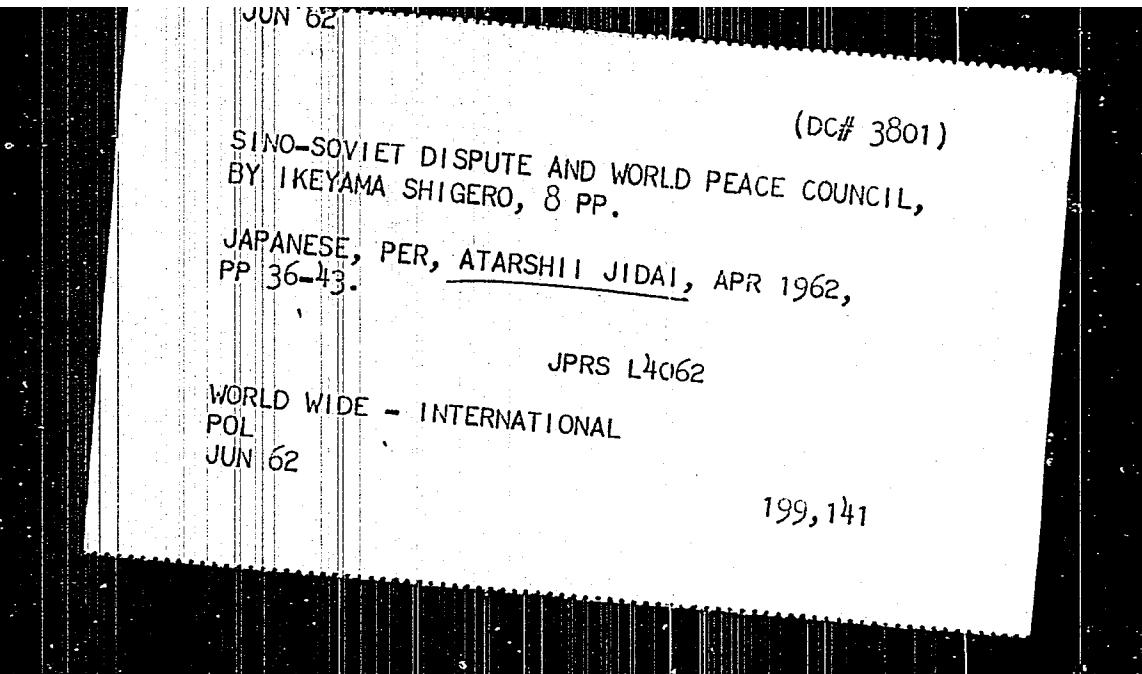 JUN 62
(DC# 3801)
SINO-SOVIET DISPUTE AND WORLD PEACE COUNCIL,
BY IKEYAMA SHIGERO, 8 PP.
JAPANESE, PER, ATARSHII JIDAI, APR 1962,
PP 36-43.
JPRS L4062
WORLD WIDE - INTERNATIONAL
POL
JUN 62
199,141